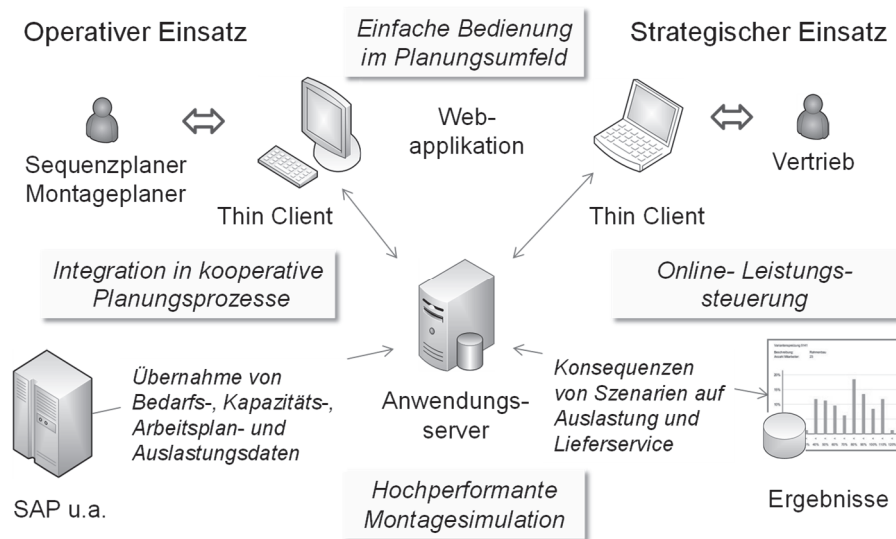 Operativer Einsatz
Einfache Bedienung
im Planungsumfeld
Strategischer Einsatz
Web-
applikation
Sequenzplaner
Montageplaner
Vertrieb
Thin Client
Thin Client
Integration in kooperative
Planungsprozesse
Online- Leistungs-
steuerung
Übernahme von
Bedarfs-, Kapazitäts-,
Arbeitsplan- und
Auslastungsdaten
Anwendungs-
server
Konsequenzen
von Szenarien auf
Auslastung und
Lieferservice
SAP u.a.
Hochperformante
Montagesimulation
Ergebnisse